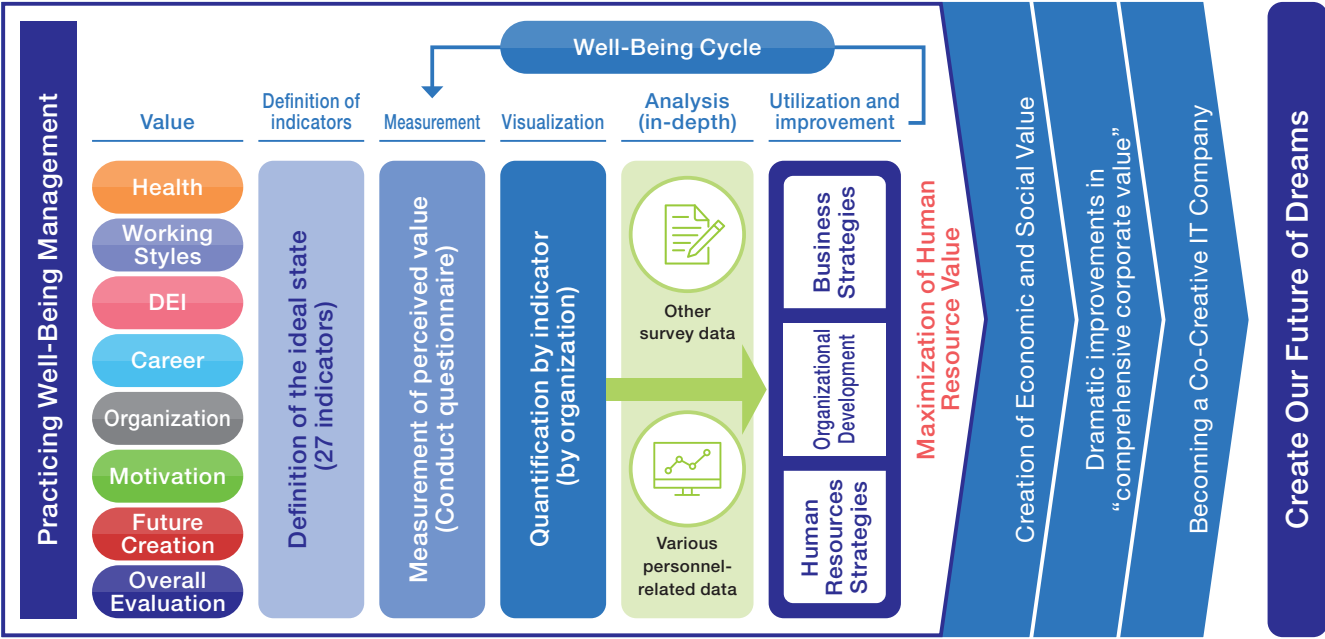 Practicing Well-Being Management
Well-Being Cycle
Value
Health
Working
Styles
DEI
Career
Organization
Motivation
Future
Creation
Overall
Evaluation
Definition of
indicators
Definition of the ideal state
(27 indicators)
Measurement
Measurement of perceived value
(Conduct questionnaire)
Visualization
Quantification by indicator
(by organization)
Analysis
(in-depth)
Other
survey data
Various
personnel-
related data
Utilization and
improvement
Business
Strategies
Organizational
Development
Human
Resources
Strategies
Maximization of Human
Resource Value
Creation of Economic and Social Value
Dramatic improvements in
“comprehensive corporate value”
Becoming a Co-Creative IT Company
Create Our Future of Dreams